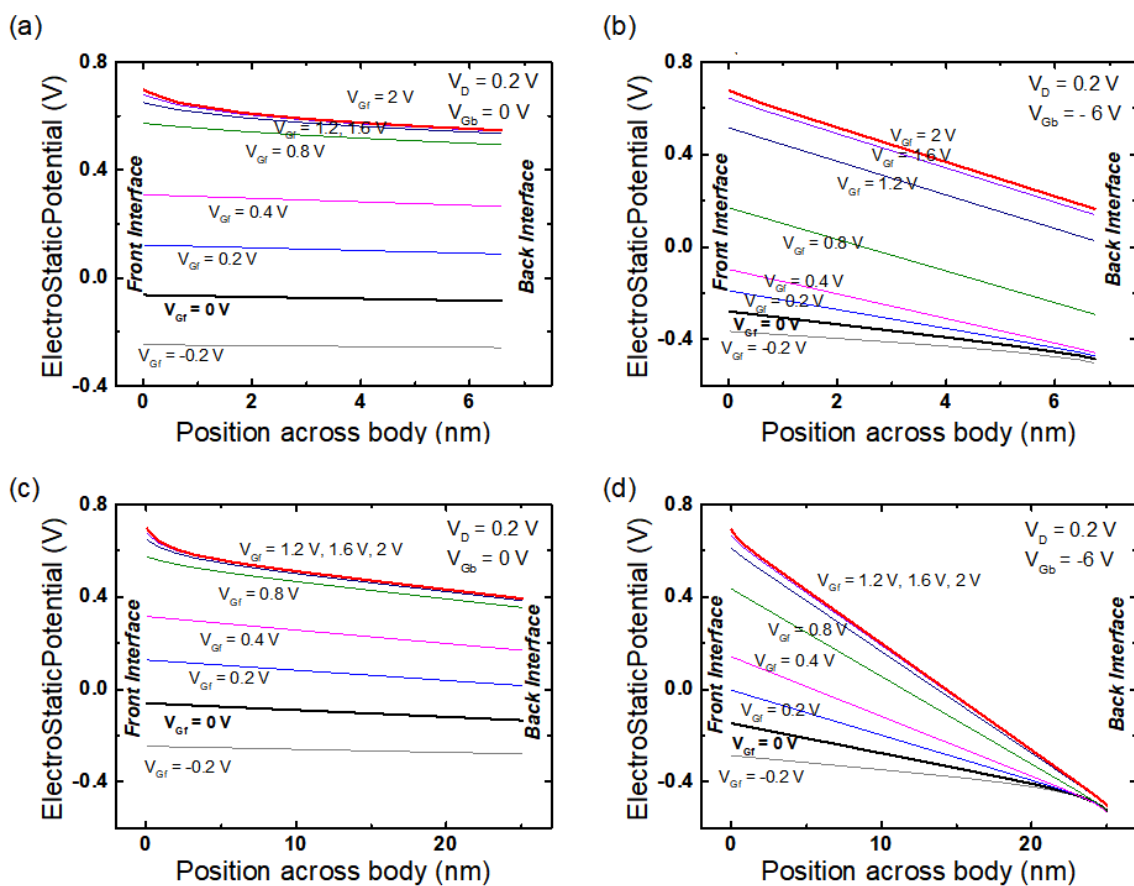 (a)
ElectroStaticPotential (V)
0.8
0.4
0.0
-0.4
V_D = 0.2 V
V_Gb = 0 V
V_Gf = 2 V
V_Gf = 1.2, 1.6 V
V_Gf = 0.8 V
V_Gf = 0.4 V
V_Gf = 0.2 V
V_Gf = 0 V
V_Gf = -0.2 V
Front Interface
Back Interface
0 2 4 6
Position across body (nm)
(b)
ElectroStaticPotential (V)
0.8
0.4
0.0
-0.4
V_D = 0.2 V
V_Gb = - 6 V
V_Gf = 2 V
V_Gf = 1.6 V
V_Gf = 1.2 V
V_Gf = 0.8 V
V_Gf = 0.4 V
V_Gf = 0.2 V
V_Gf = 0 V
V_Gf = -0.2 V
Front Interface
Back Interface
0 2 4 6
Position across body (nm)
(c)
ElectroStaticPotential (V)
0.8
0.4
0.0
-0.4
V_D = 0.2 V
V_Gb = 0 V
V_Gf = 1.2 V, 1.6 V, 2 V
V_Gf = 0.8 V
V_Gf = 0.4 V
V_Gf = 0.2 V
V_Gf = 0 V
V_Gf = -0.2 V
Front Interface
Back Interface
0 10 20
Position across body (nm)
(d)
ElectroStaticPotential (V)
0.8
0.4
0.0
-0.4
V_D = 0.2 V
V_Gb = -6 V
V_Gf = 1.2 V, 1.6 V, 2 V
V_Gf = 0.8 V
V_Gf = 0.4 V
V_Gf = 0.2 V
V_Gf = 0 V
V_Gf = -0.2 V
Front Interface
Back Interface
0 10 20
Position across body (nm)